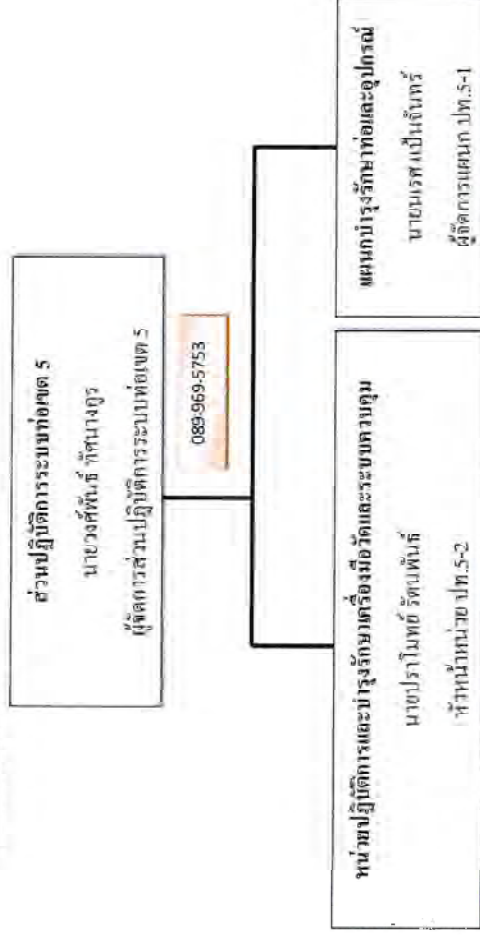 ส่วนปฏิบัติการระบบท่อเขต 5
นายวงศ์พันธ์ ทัศนางกูร
ผู้จัดการส่วนปฏิบัติการระบบท่อเขต 5
089-969-5753
หน่วยปฏิบัติการและบำรุงรักษาเครื่องมือวัดและระบบควบคุม
นายปราโมทย์ รัตนพันธ์
หัวหน้าหน่วย ปท.5-2
แผนกบำรุงรักษาท่อและอุปกรณ์
นายนเรศ แป้นจันทร์
ผู้จัดการแผนก ปท.5-1